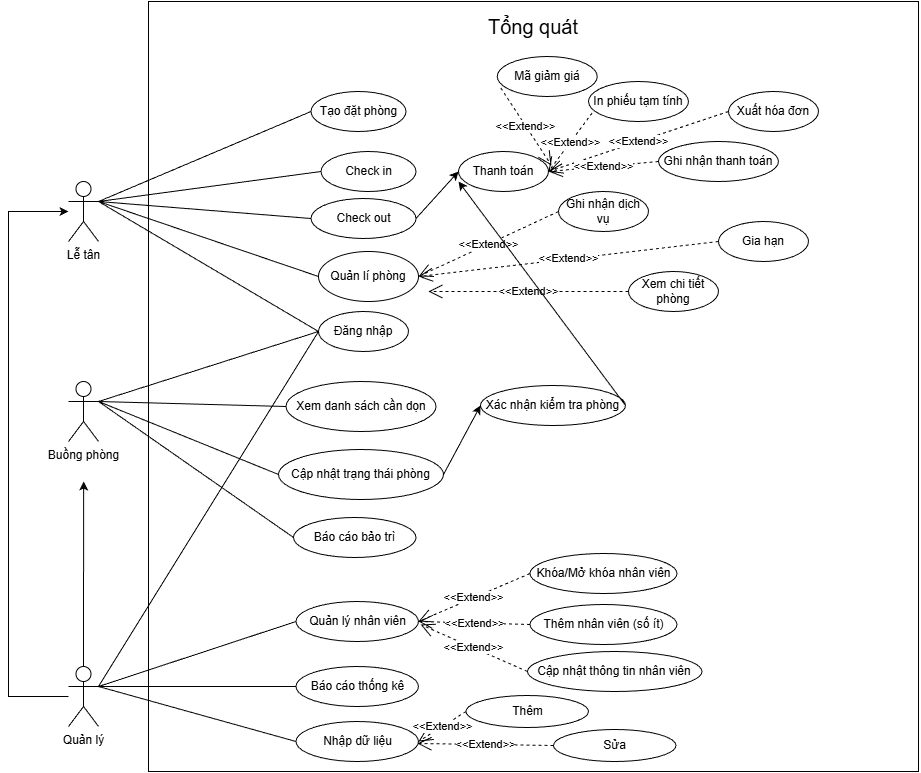 Tổng quát
Mã giảm giá
In phiếu tạm tính
Xuất hóa đơn
Tạo đặt phòng
<<Extend>>
<<Extend>>
<<Extend>>
Ghi nhận thanh toán
<<Extend>>
Check in
Thanh toán
Lễ tân
Check out
Ghi nhận dịch
vụ
<<Extend>>
Gia hạn
<<Extend>>
Quản lí phòng
Xem chi tiết
phòng
<<Extend>>
Đăng nhập
Buồng phòng
Xem danh sách cần dọn
Xác nhận kiểm tra phòng
Cập nhật trạng thái phòng
Báo cáo bảo trì
Khóa/Mở khóa nhân viên
<<Extend>>
Quản lý nhân viên
<<Extend>>
Thêm nhân viên (số ít)
<<Extend>>
Cập nhật thông tin nhân viên
Báo cáo thống kê
Thêm
<<Extend>>
Quản lý
Nhập dữ liệu
<<Extend>>
Sửa